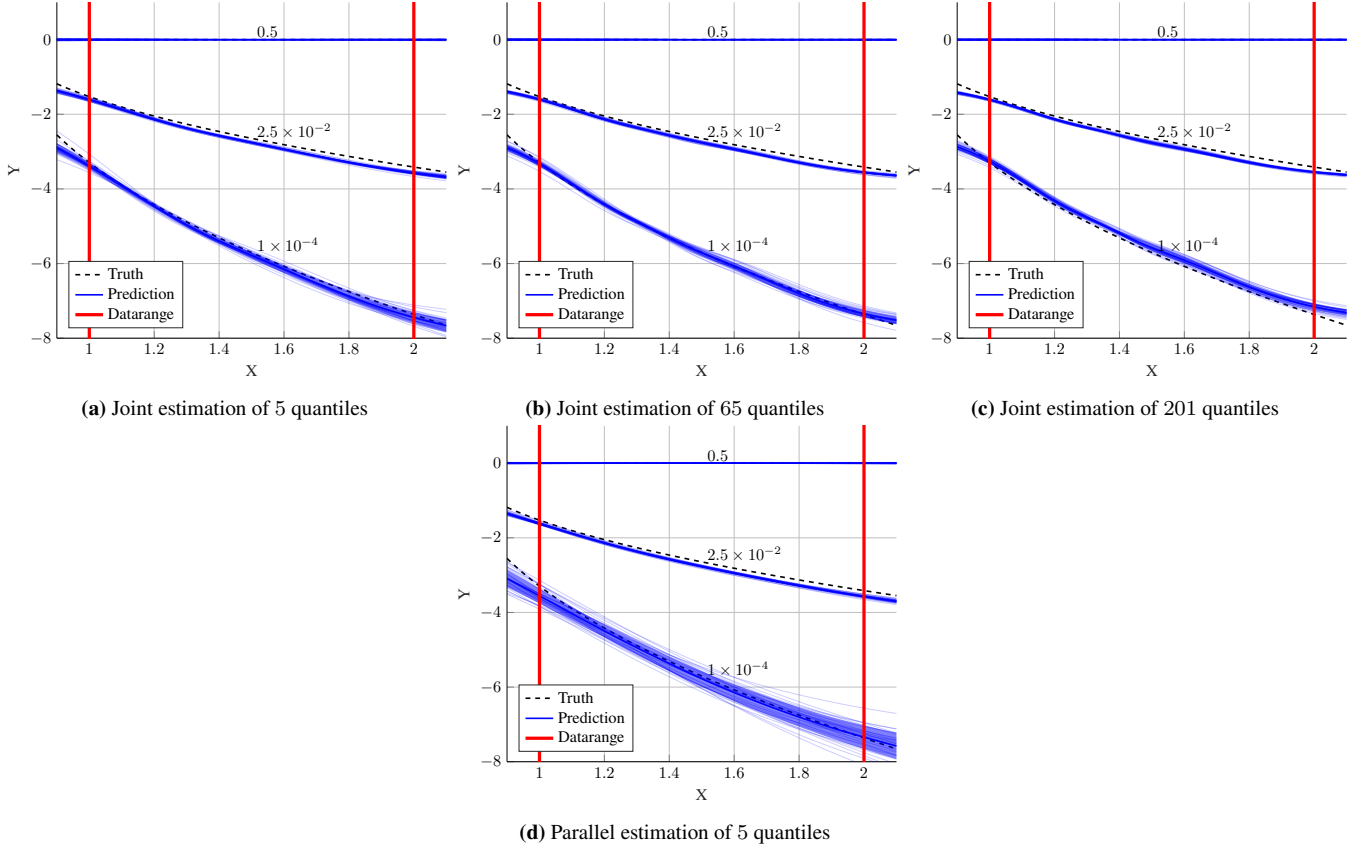 0.5
2.5 × 10⁻²
1 × 10⁻⁴
0
−2
−4
−6
−8
Y
Truth
Prediction
Datarange
1
1.2
1.4
1.6
1.8
2
X
(a) Joint estimation of 5 quantiles
0.5
2.5 × 10⁻²
1 × 10⁻⁴
0
−2
−4
−6
−8
Y
Truth
Prediction
Datarange
1
1.2
1.4
1.6
1.8
2
X
(b) Joint estimation of 65 quantiles
0.5
2.5 × 10⁻²
1 × 10⁻⁴
0
−2
−4
−6
−8
Y
Truth
Prediction
Datarange
1
1.2
1.4
1.6
1.8
2
X
(c) Joint estimation of 201 quantiles
0.5
2.5 × 10⁻²
1 × 10⁻⁴
0
−2
−4
−6
−8
Y
Truth
Prediction
Datarange
1
1.2
1.4
1.6
1.8
2
X
(d) Parallel estimation of 5 quantiles